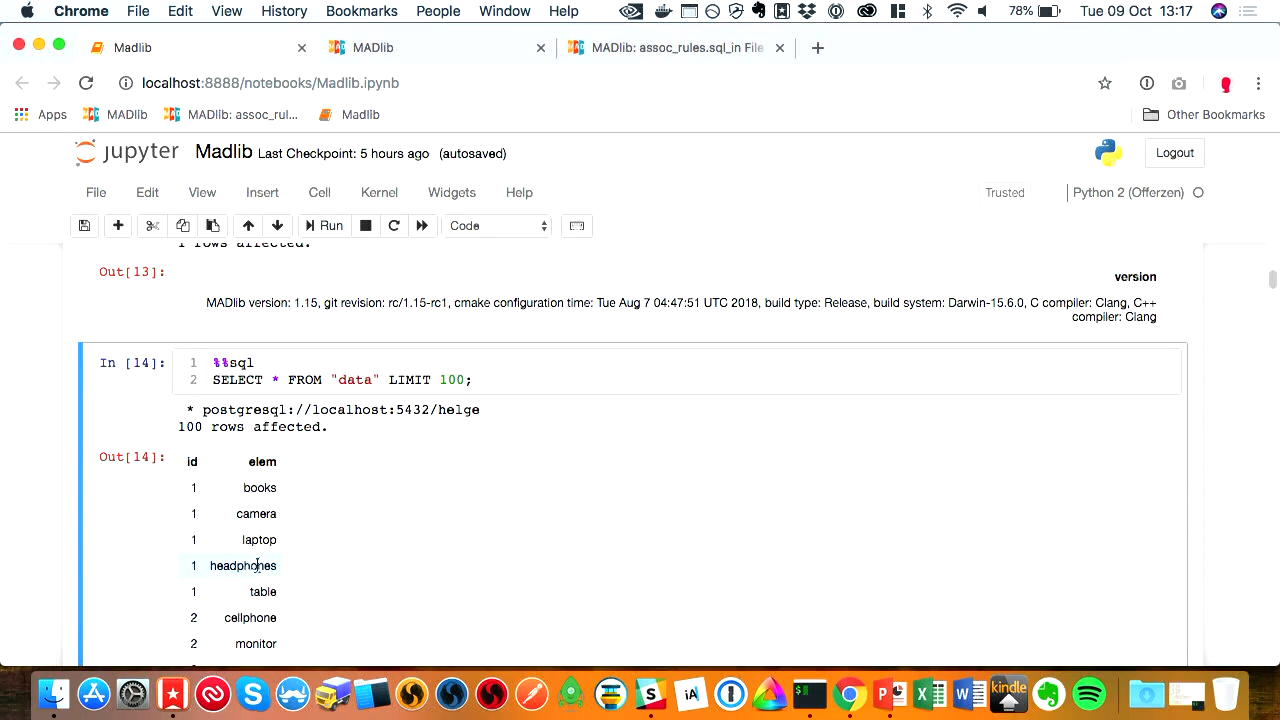 Chrome File Edit View History Bookmarks People Window Help 78% Tue 09 Oct 13:17
Madlib MADlib MADlib: assoc_rules.sql_in File
localhost:8888/notebooks/Madlib.ipynb
Apps MADlib MADlib: assoc_rul... Madlib Other Bookmarks
jupyter Madlib Last Checkpoint: 5 hours ago (autosaved) Logout
File Edit View Insert Cell Kernel Widgets Help Trusted Python 2 (Offerzen)
Run Code
1 rows affected.
Out[13]:
version
MADlib version: 1.15, git revision: rc/1.15-rc1, cmake configuration time: Tue Aug 7 04:47:51 UTC 2018, build type: Release, build system: Darwin-15.6.0, C compiler: Clang, C++
compiler: Clang
In [14]: 1 %%sql
2 SELECT * FROM "data" LIMIT 100;
* postgresql://localhost:5432/helge
100 rows affected.
Out[14]:
id elem
1 books
1 camera
1 laptop
1 headphones
1 table
2 cellphone
2 monitor
iA
kindle